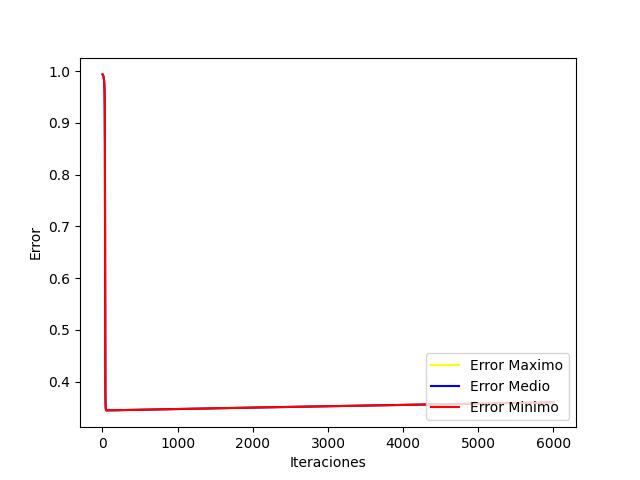 1.0
0.9
0.8
0.7
0.6
0.5
0.4
Error
0
1000
2000
3000
4000
5000
6000
Iteraciones
Error Maximo
Error Medio
Error Minimo